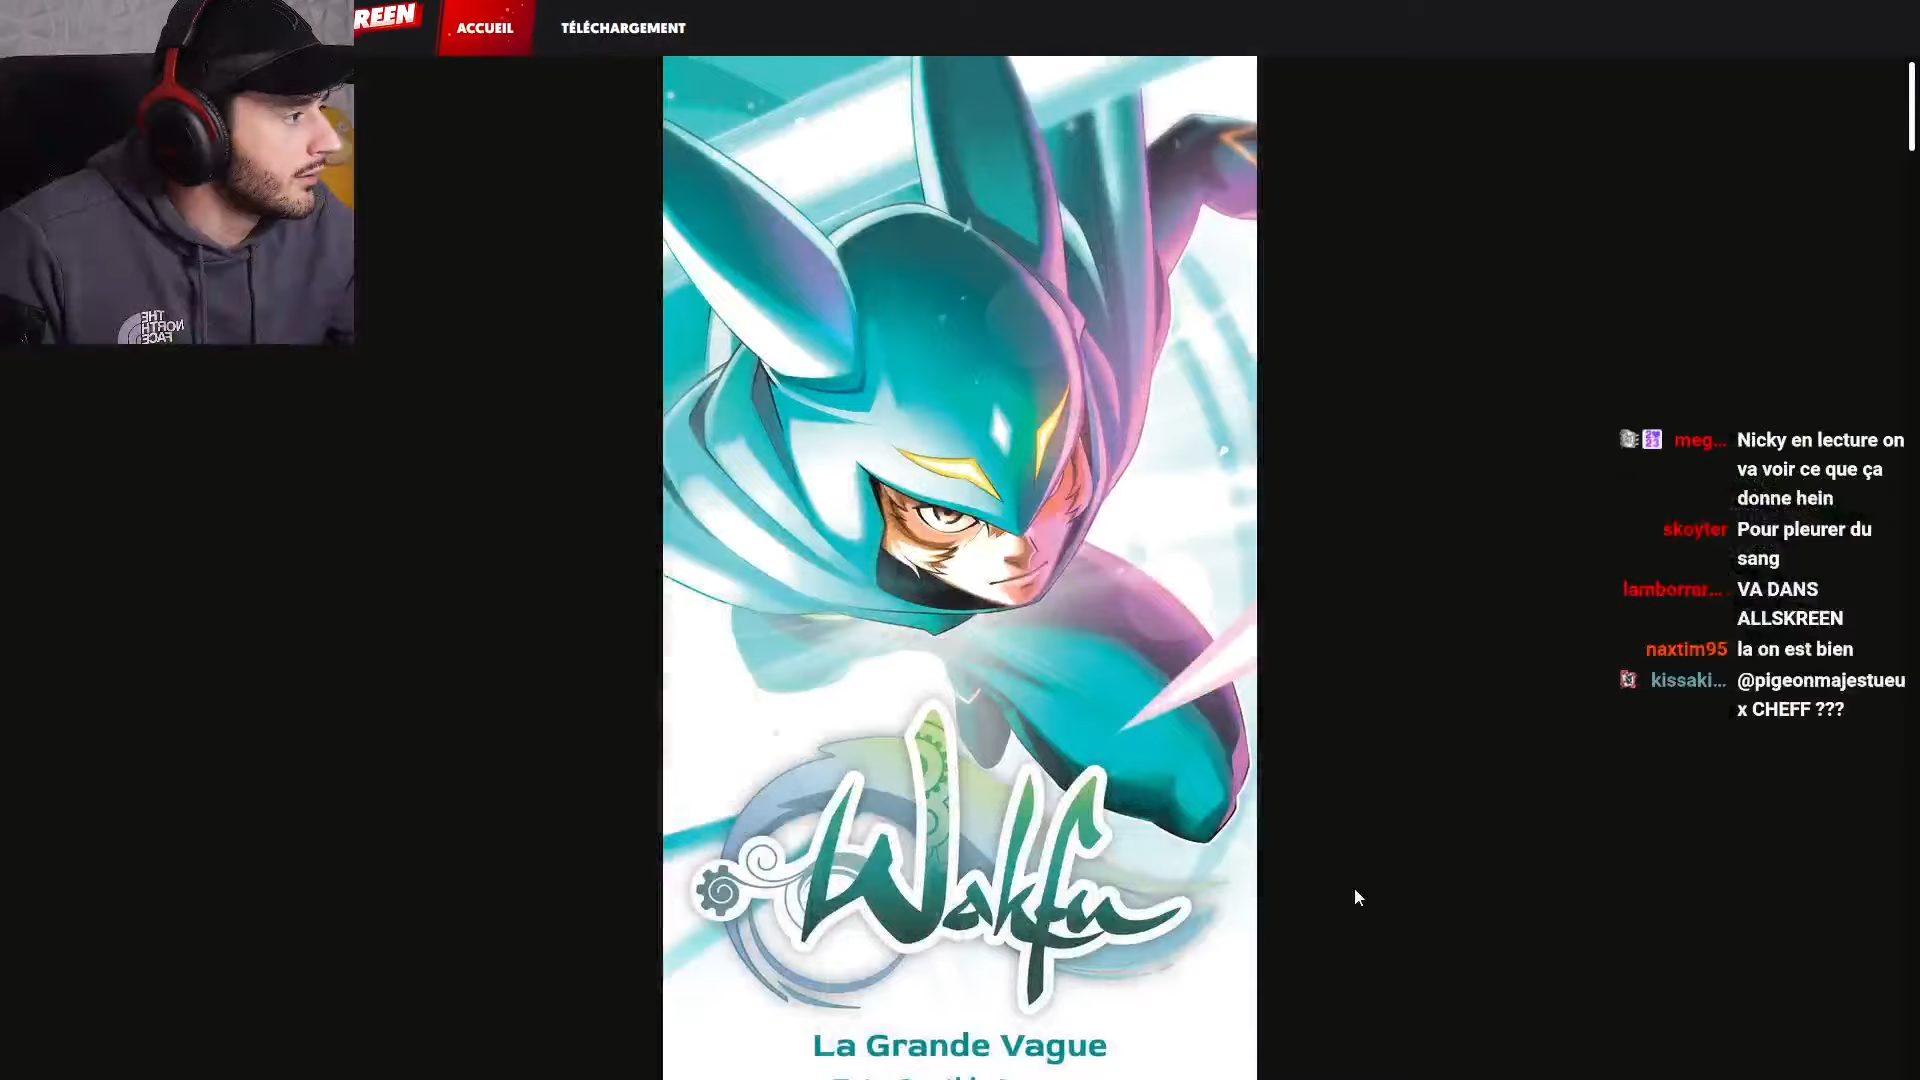 REEN
ACCUEIL
TÉLÉCHARGEMENT
THE
NORTH
FACE
meg... Nicky en lecture on
va voir ce que ça
donne hein
skoyter Pour pleurer du
sang
lamborrar... VA DANS
ALLSKREEN
naxtim95 la on est bien
kissaki... @pigeonmajestueu
x CHEFF ???
Wakfu
La Grande Vague